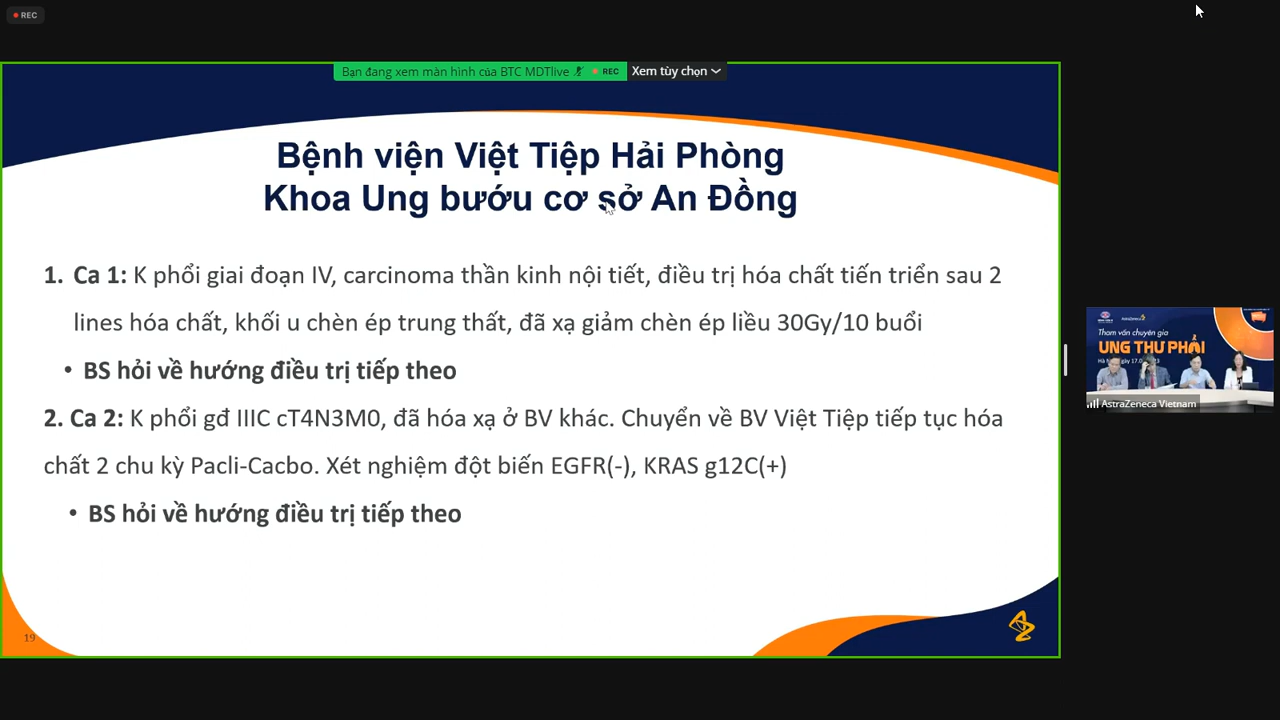 REC
Bạn đang xem màn hình của BTC MDTlive
REC
Xem tùy chọn
Bệnh viện Việt Tiệp Hải Phòng
Khoa Ung bướu cơ sở An Đồng
1. Ca 1: K phổi giai đoạn IV, carcinoma thần kinh nội tiết, điều trị hóa chất tiến triển sau 2
lines hóa chất, khối u chèn ép trung thất, đã xạ giảm chèn ép liều 30Gy/10 buổi
• BS hỏi về hướng điều trị tiếp theo
2. Ca 2: K phổi gđ IIIC cT4N3M0, đã hóa xạ ở BV khác. Chuyển về BV Việt Tiệp tiếp tục hóa
chất 2 chu kỳ Pacli-Cacbo. Xét nghiệm đột biến EGFR(-), KRAS g12C(+)
• BS hỏi về hướng điều trị tiếp theo
19
AstraZeneca
Tham vấn chuyên gia
UNG THƯ PHỔI
AstraZeneca Vietnam